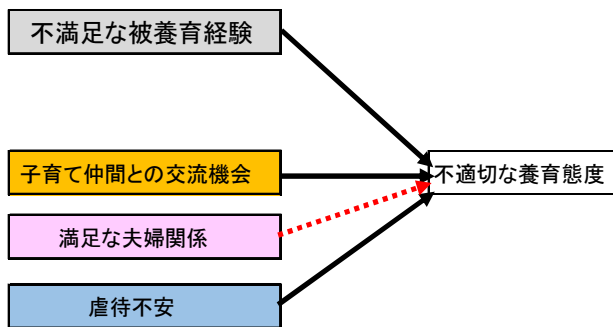 不満足な被養育経験
子育て仲間との交流機会
不適切な養育態度
満足な夫婦関係
虐待不安